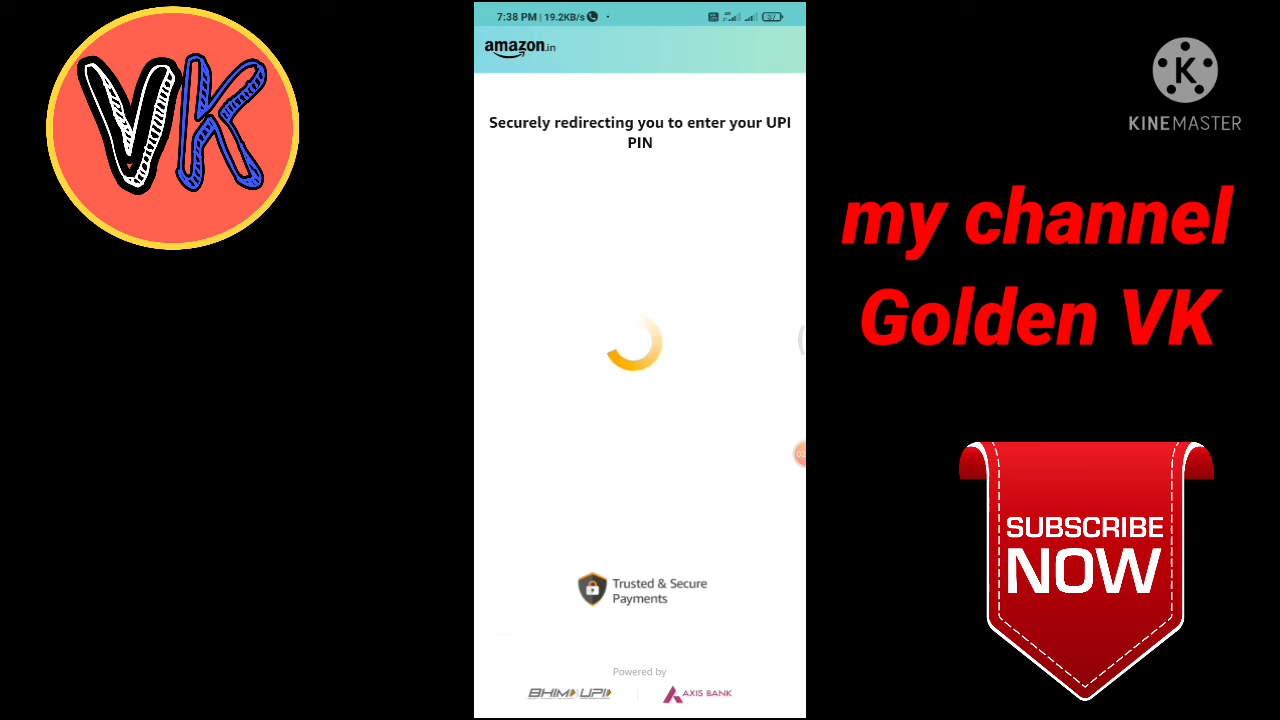 VK
7:38 PM | 19.2KB/s
37
amazon.in
Securely redirecting you to enter your UPI
PIN
Trusted & Secure
Payments
Powered by
BHIM UPI
AXIS BANK
K
KINEMASTER
my channel
Golden VK
SUBSCRIBE
NOW